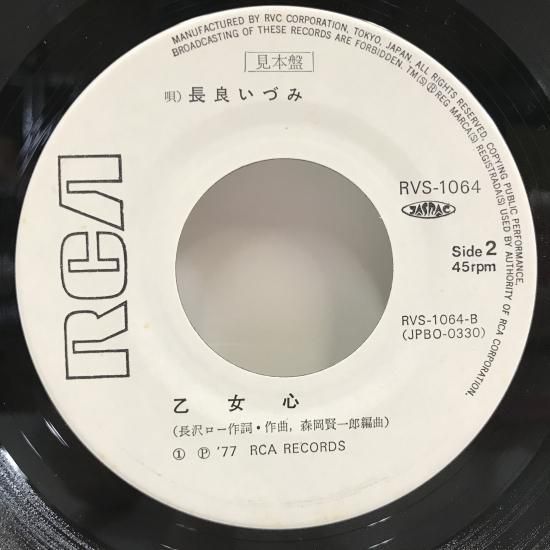 MANUFACTURED BY RVC CORPORATION, TOKYO, JAPAN. ALL RIGHTS RESERVED. COPYING PUBLIC PERFORMANCE,
BROADCASTING OF THESE RECORDS ARE FORBIDDEN. TM(S)® REG MARCA(S) REGISTRADA(S) USED BY AUTHORITY OF RCA CORPORATION.
見本盤
唄) 長良いづみ
RCA
RVS-1064
JASRAC
Side 2
45rpm
RVS-1064-B
(JPBO-0330)
乙女心
(長沢ロー作詞・作曲, 森岡賢一郎編曲)
① ℗ '77 RCA RECORDS